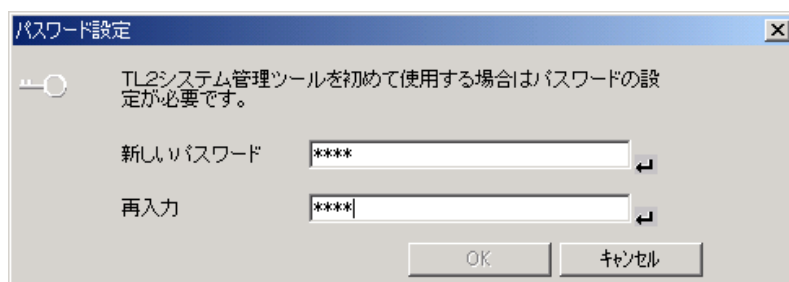 パスワード設定
TL2システム管理ツールを初めて使用する場合はパスワードの設
定が必要です。
新しいパスワード
****
再入力
****
OK
キャンセル